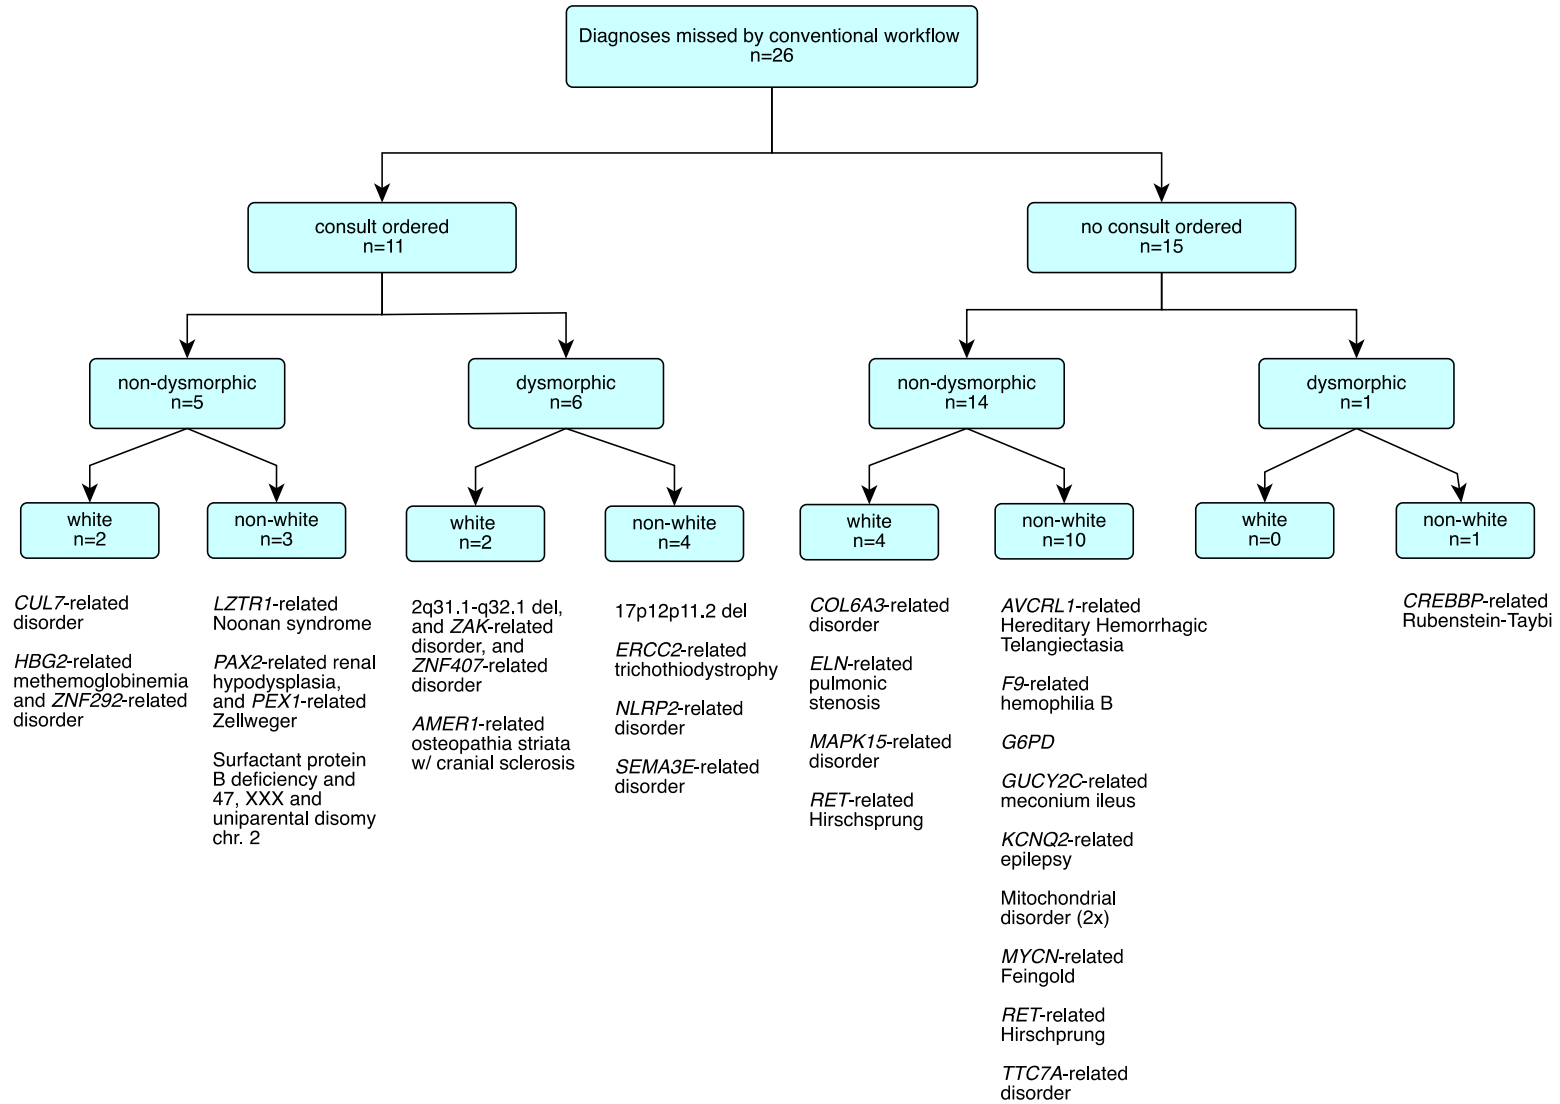 Diagnoses missed by conventional workflow
n=26
consult ordered
n=11
no consult ordered
n=15
non-dysmorphic
n=5
dysmorphic
n=6
non-dysmorphic
n=14
dysmorphic
n=1
white
n=2
non-white
n=3
white
n=2
non-white
n=4
white
n=4
non-white
n=10
white
n=0
non-white
n=1
CUL7-related
disorder
HBG2-related
methemoglobinemia
and ZNF292-related
disorder
LZTR1-related
Noonan syndrome
PAX2-related renal
hypodysplasia,
and PEX1-related
Zellweger
Surfactant protein
B deficiency and
47, XXX and
uniparental disomy
chr. 2
2q31.1-q32.1 del,
and ZAK-related
disorder, and
ZNF407-related
disorder
AMER1-related
osteopathia striata
w/ cranial sclerosis
17p12p11.2 del
ERCC2-related
trichothiodystrophy
NLRP2-related
disorder
SEMA3E-related
disorder
COL6A3-related
disorder
ELN-related
pulmonic
stenosis
MAPK15-related
disorder
RET-related
Hirschsprung
AVCRL1-related
Hereditary Hemorrhagic
Telangiectasia
F9-related
hemophilia B
G6PD
GUCY2C-related
meconium ileus
KCNQ2-related
epilepsy
Mitochondrial
disorder (2x)
MYCN-related
Feingold
RET-related
Hirschprung
TTC7A-related
disorder
CREBBP-related
Rubenstein-Taybi